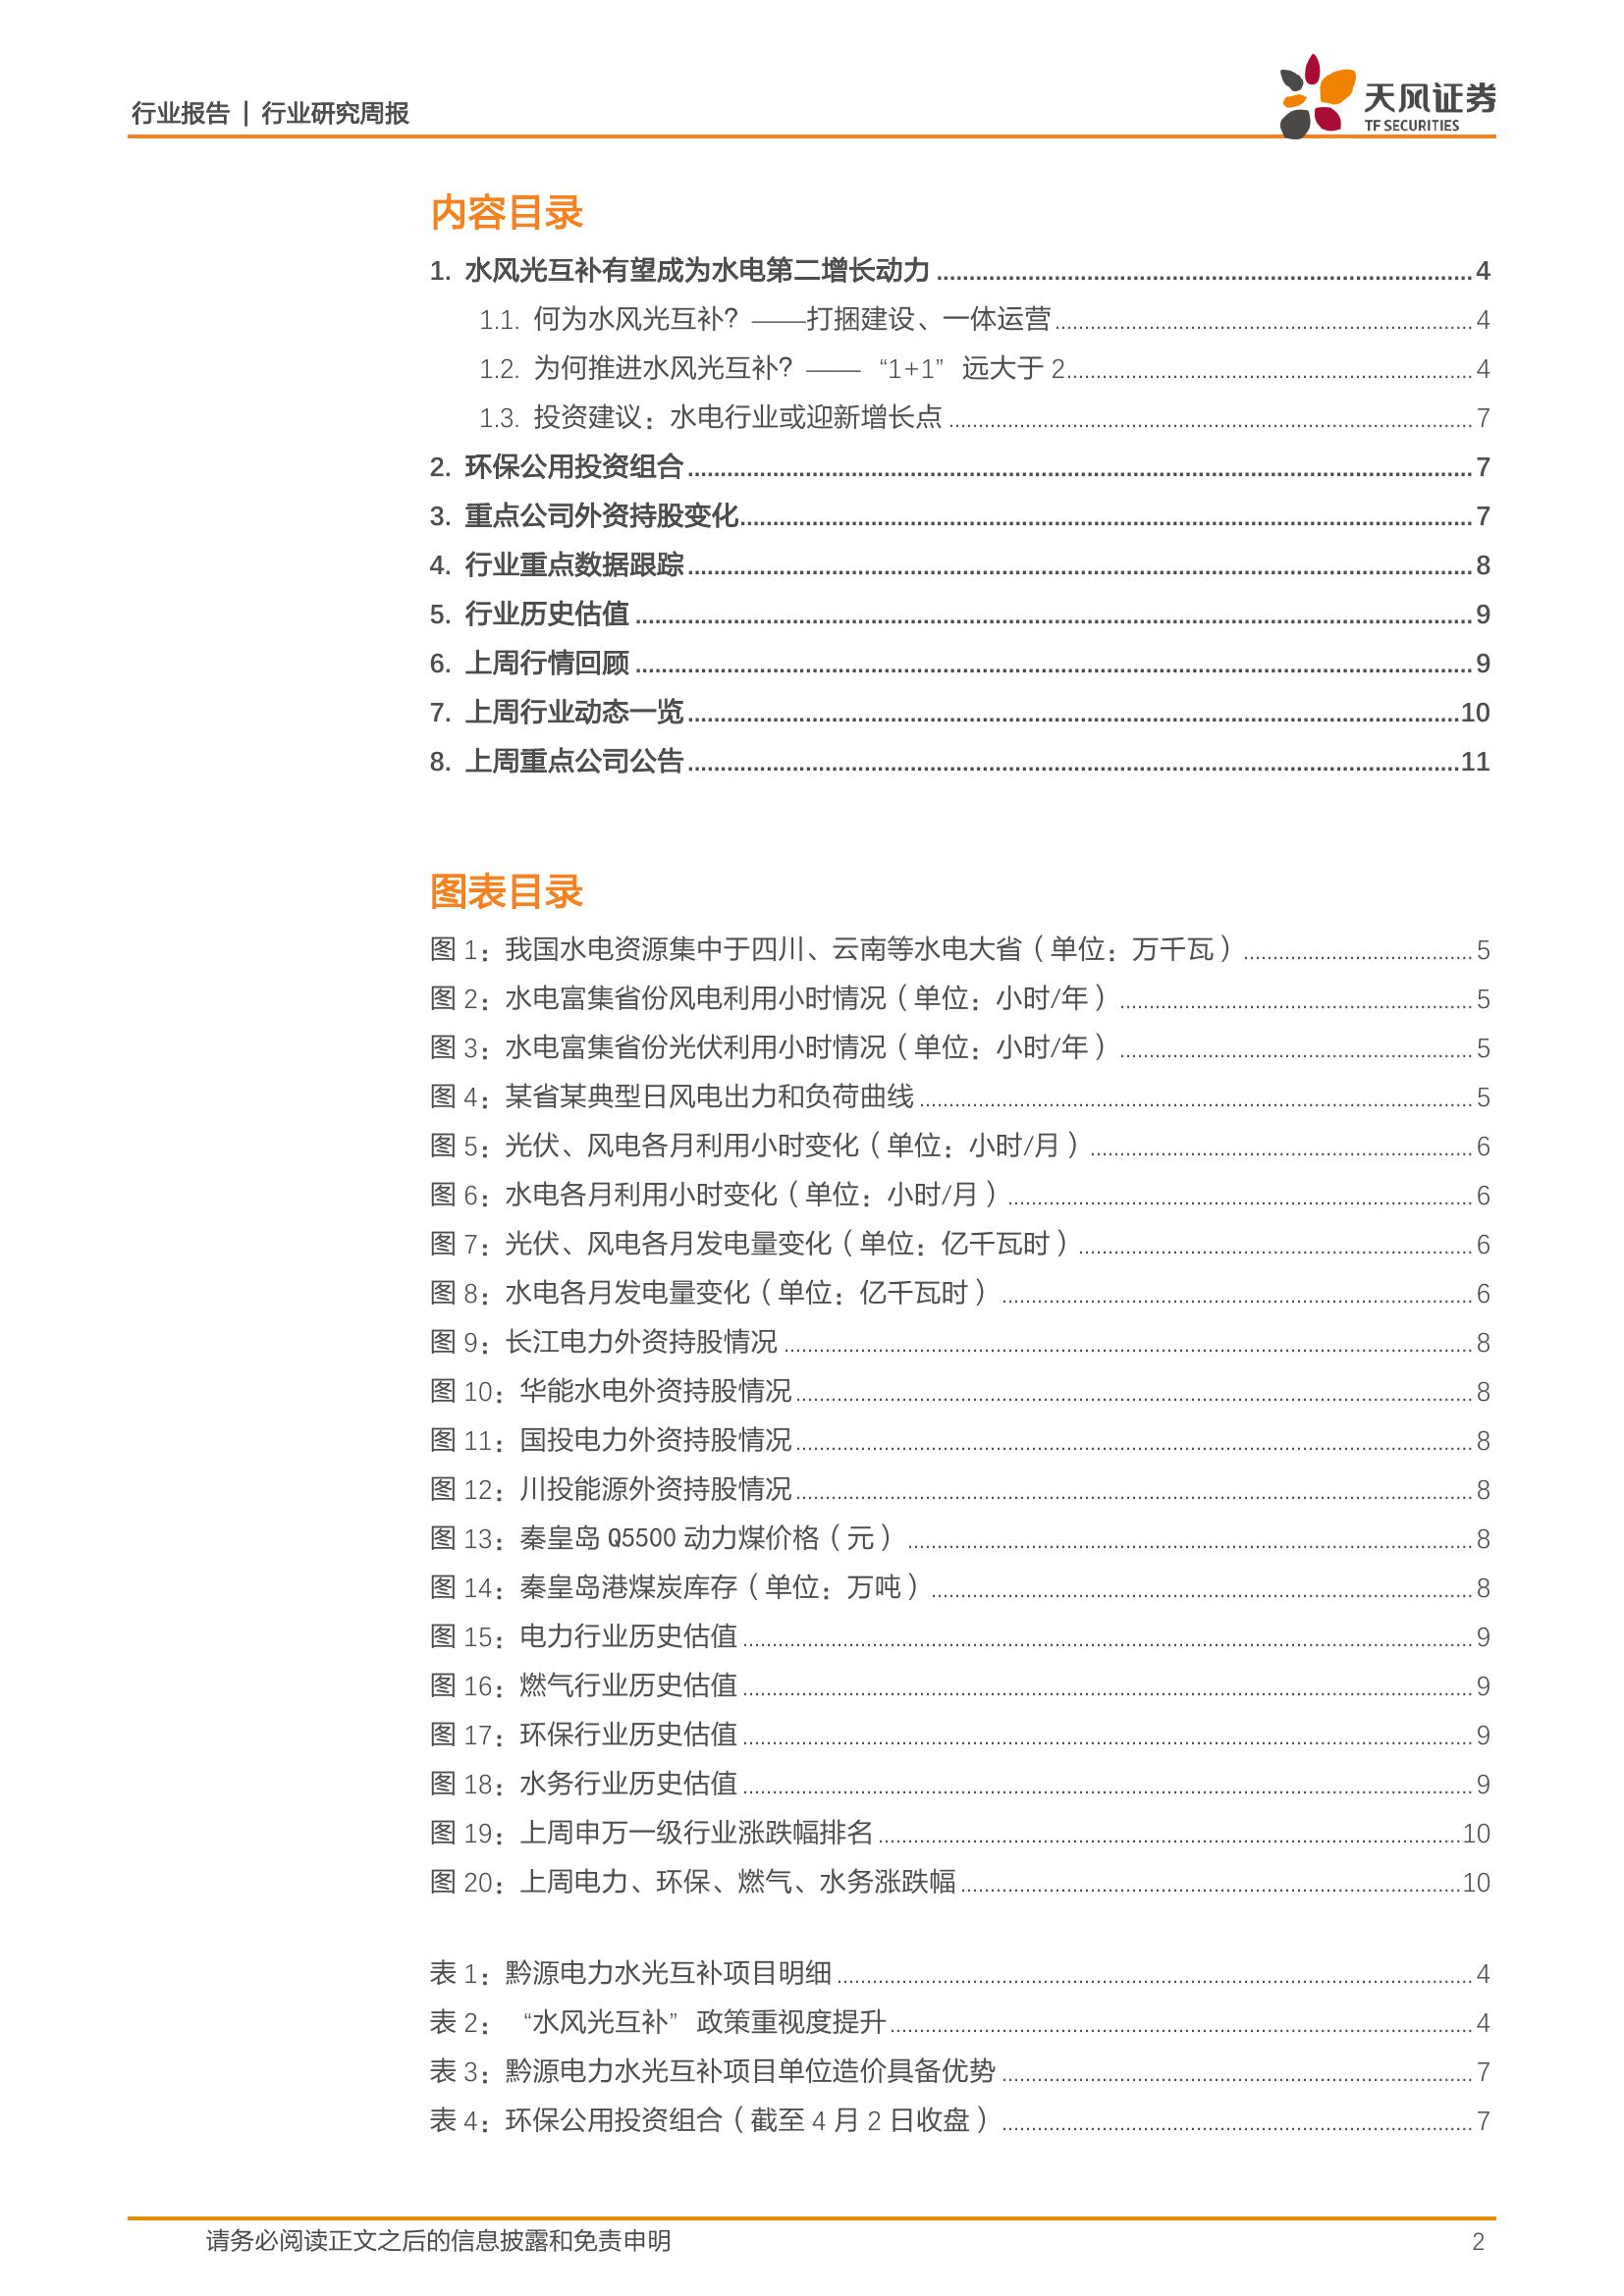 行业报告 | 行业研究周报
天风证券
TF SECURITIES
内容目录
1. 水风光互补有望成为水电第二增长动力 4
1.1. 何为水风光互补？——打捆建设、一体运营 4
1.2. 为何推进水风光互补？—— “1+1” 远大于 2 4
1.3. 投资建议：水电行业或迎新增长点 7
2. 环保公用投资组合 7
3. 重点公司外资持股变化 7
4. 行业重点数据跟踪 8
5. 行业历史估值 9
6. 上周行情回顾 9
7. 上周行业动态一览 10
8. 上周重点公司公告 11
图表目录
图 1：我国水电资源集中于四川、云南等水电大省（单位：万千瓦） 5
图 2：水电富集省份风电利用小时情况（单位：小时/年） 5
图 3：水电富集省份光伏利用小时情况（单位：小时/年） 5
图 4：某省某典型日风电出力和负荷曲线 5
图 5：光伏、风电各月利用小时变化（单位：小时/月） 6
图 6：水电各月利用小时变化（单位：小时/月） 6
图 7：光伏、风电各月发电量变化（单位：亿千瓦时） 6
图 8：水电各月发电量变化（单位：亿千瓦时） 6
图 9：长江电力外资持股情况 8
图 10：华能水电外资持股情况 8
图 11：国投电力外资持股情况 8
图 12：川投能源外资持股情况 8
图 13：秦皇岛 Q5500 动力煤价格（元） 8
图 14：秦皇岛港煤炭库存（单位：万吨） 8
图 15：电力行业历史估值 9
图 16：燃气行业历史估值 9
图 17：环保行业历史估值 9
图 18：水务行业历史估值 9
图 19：上周申万一级行业涨跌幅排名 10
图 20：上周电力、环保、燃气、水务涨跌幅 10
表 1：黔源电力水光互补项目明细 4
表 2： “水风光互补” 政策重视度提升 4
表 3：黔源电力水光互补项目单位造价具备优势 7
表 4：环保公用投资组合（截至 4 月 2 日收盘） 7
请务必阅读正文之后的信息披露和免责申明 2